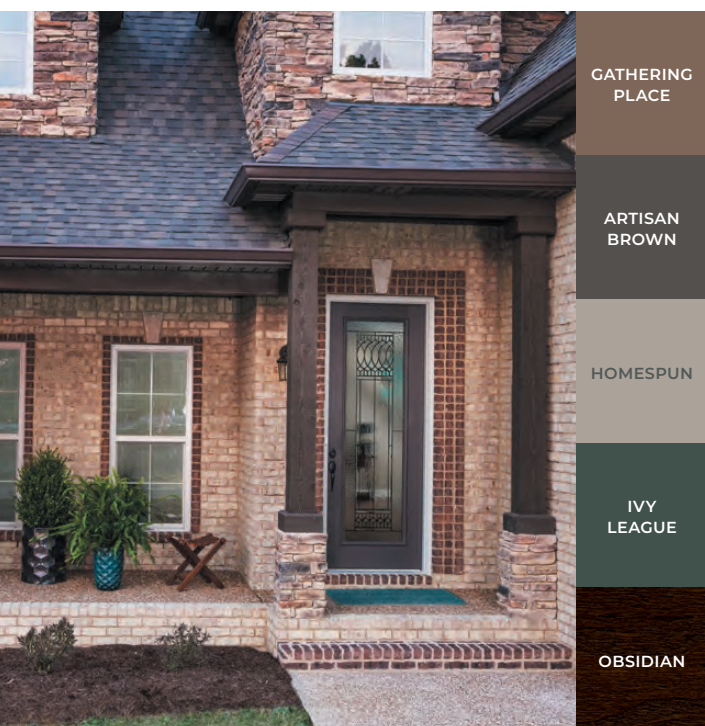 GATHERING
PLACE
ARTISAN
BROWN
HOMESPUN
IVY
LEAGUE
OBSIDIAN